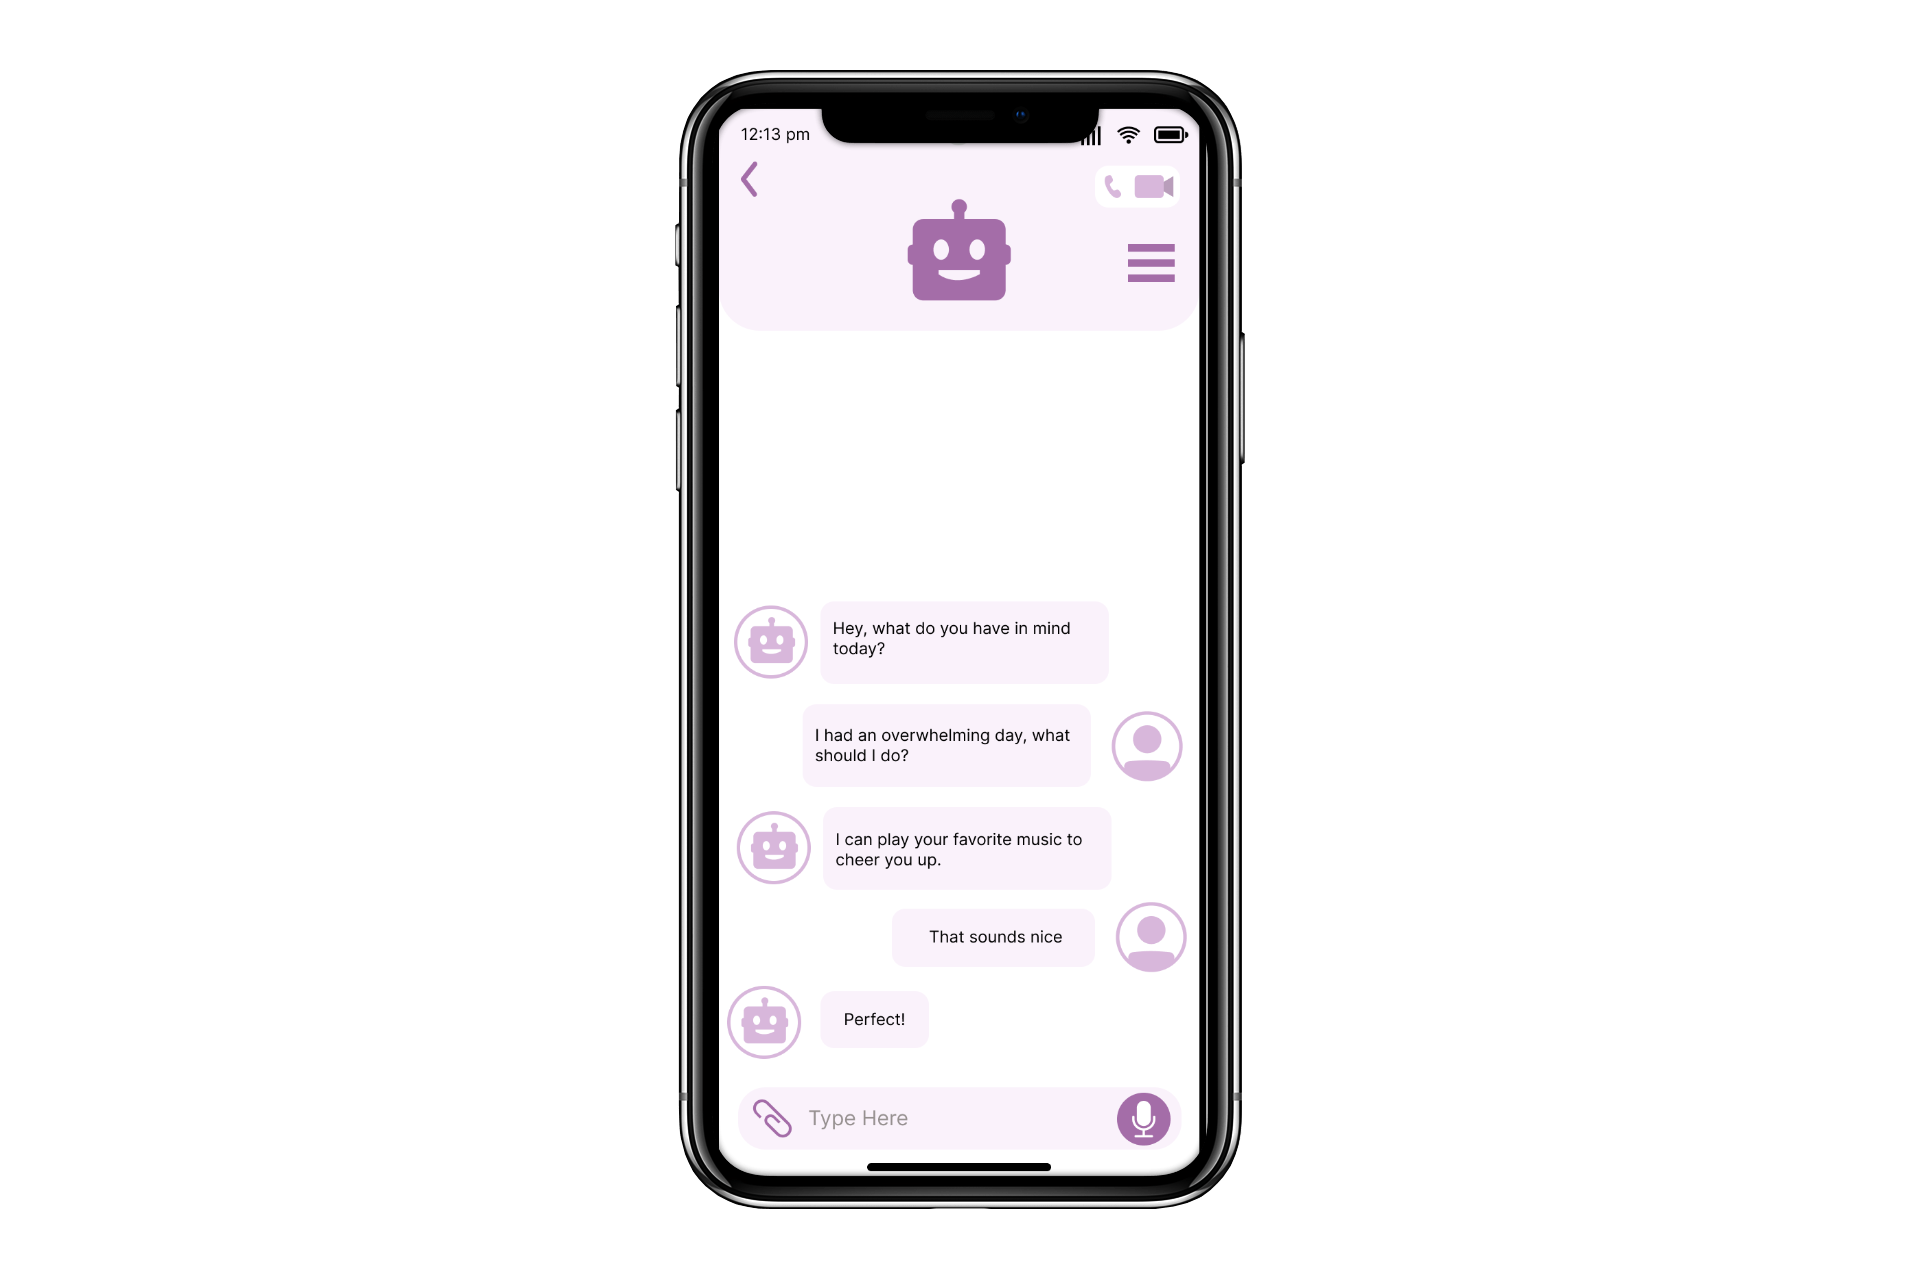 12:13 pm
Hey, what do you have in mind
today?
I had an overwhelming day, what
should I do?
I can play your favorite music to
cheer you up.
That sounds nice
Perfect!
Type Here